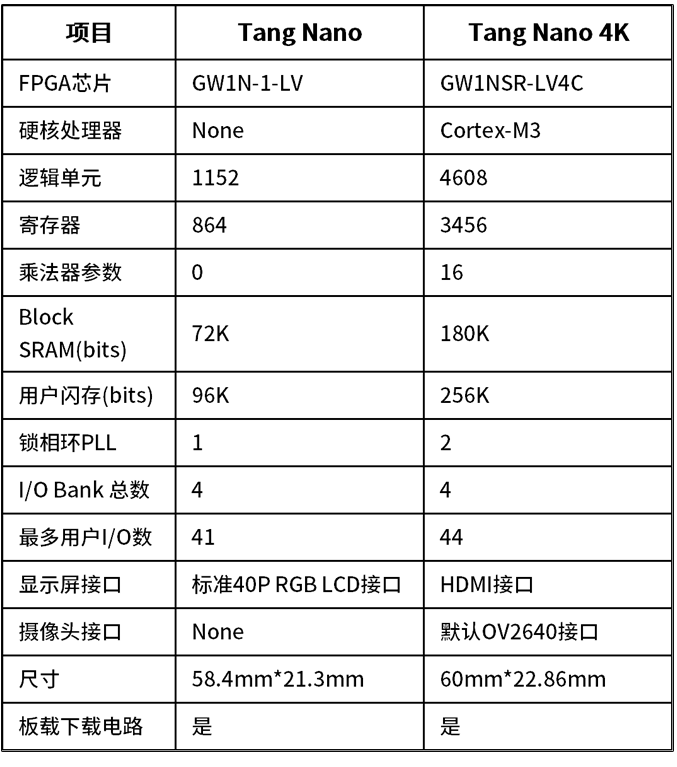 项目 Tang Nano Tang Nano 4K
FPGA芯片 GW1N-1-LV GW1NSR-LV4C
硬核处理器 None Cortex-M3
逻辑单元 1152 4608
寄存器 864 3456
乘法器参数 0 16
Block
SRAM(bits) 72K 180K
用户闪存(bits) 96K 256K
锁相环PLL 1 2
I/O Bank 总数 4 4
最多用户I/O数 41 44
显示屏接口 标准40P RGB LCD接口 HDMI接口
摄像头接口 None 默认OV2640接口
尺寸 58.4mm*21.3mm 60mm*22.86mm
板载下载电路 是 是